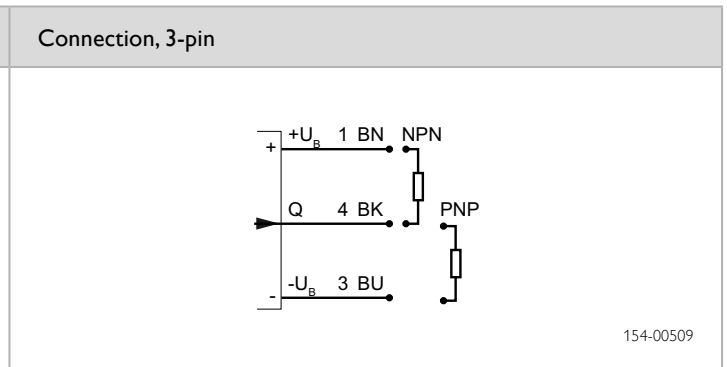 Connection, 3-pin
+U_B 1 BN NPN
+
Q 4 BK PNP
-U_B 3 BU
-
154-00509